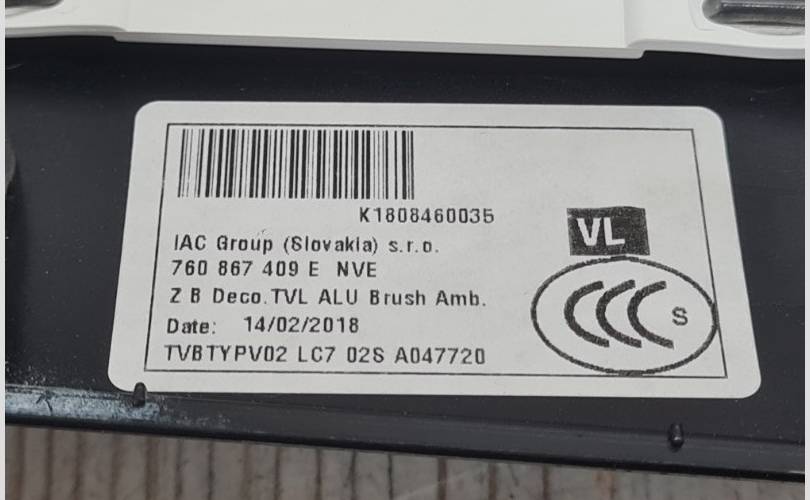 K1808460035
VL
IAC Group (Slovakia) s.r.o.
760 867 409 E NVE
Z B Deco.TVL ALU Brush Amb.
CCC S
Date: 14/02/2018
TVBTYPV02 LC7 02S A047720